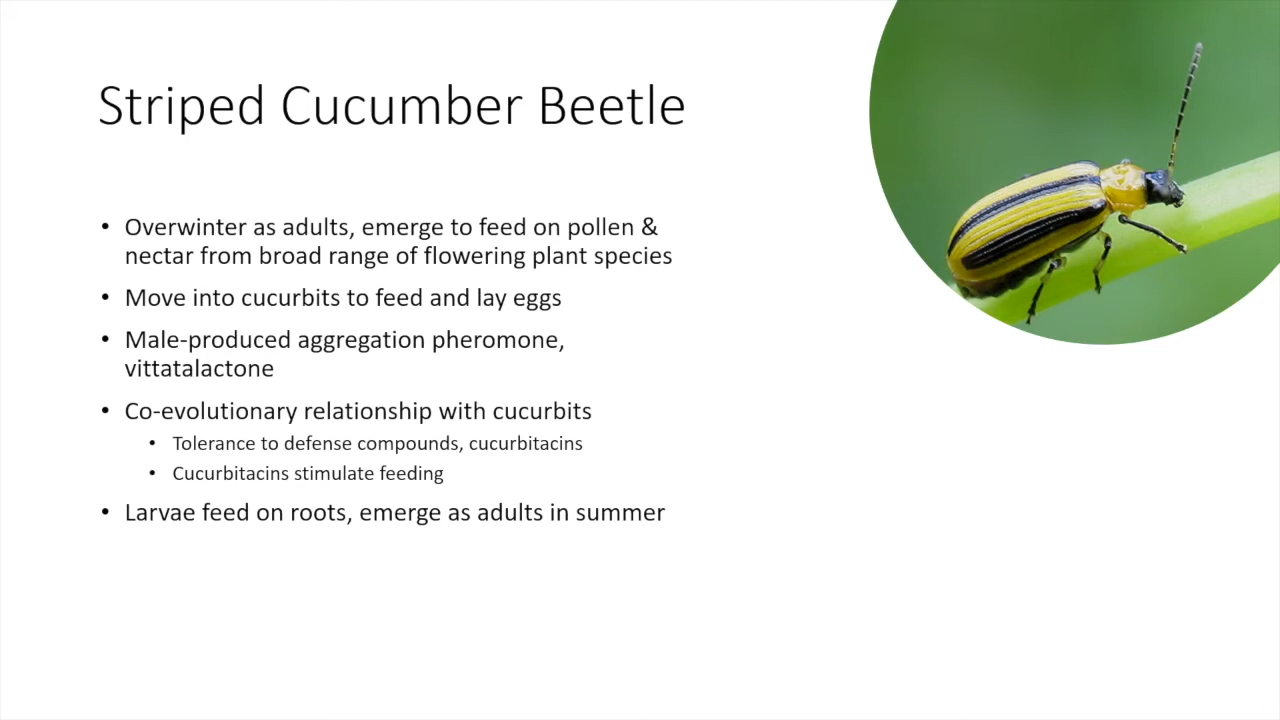 Striped Cucumber Beetle
• Overwinter as adults, emerge to feed on pollen &
nectar from broad range of flowering plant species
• Move into cucurbits to feed and lay eggs
• Male-produced aggregation pheromone,
vittatalactone
• Co-evolutionary relationship with cucurbits
• Tolerance to defense compounds, cucurbitacins
• Cucurbitacins stimulate feeding
• Larvae feed on roots, emerge as adults in summer